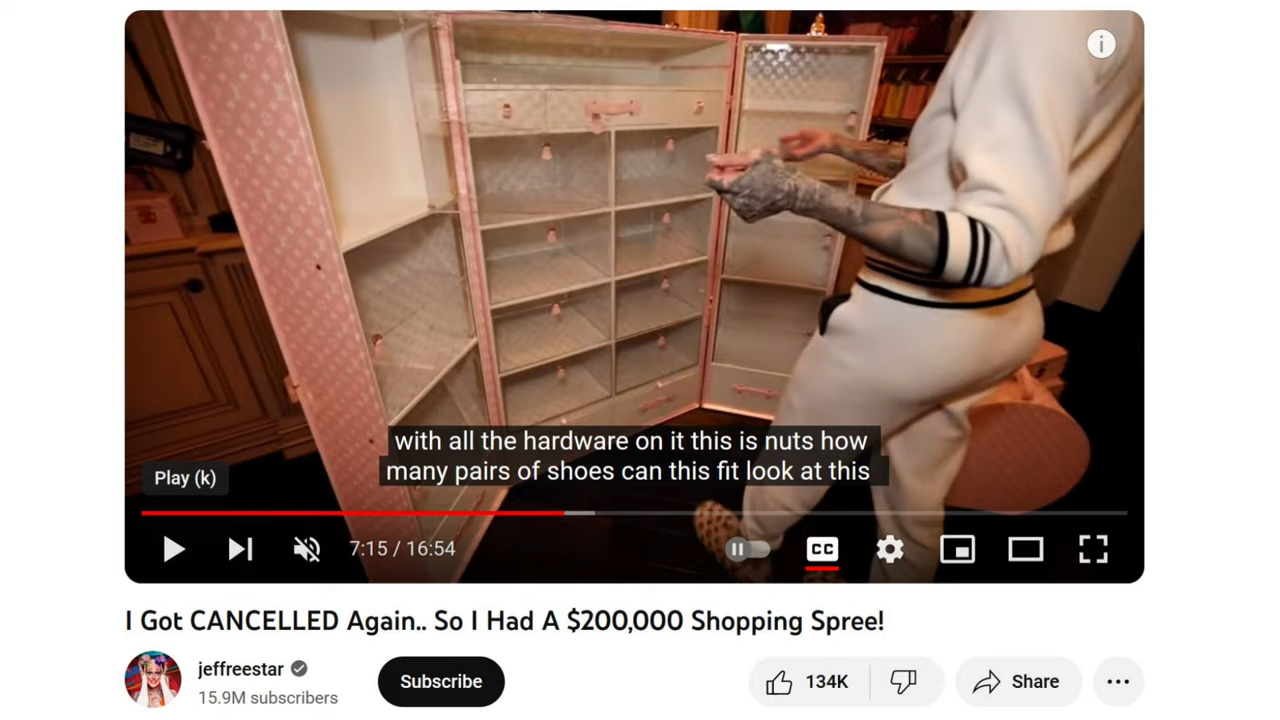 with all the hardware on it this is nuts how
many pairs of shoes can this fit look at this
Play (k)
7:15 / 16:54
CC
I Got CANCELLED Again.. So I Had A $200,000 Shopping Spree!
jeffreestar
15.9M subscribers
Subscribe
134K
Share